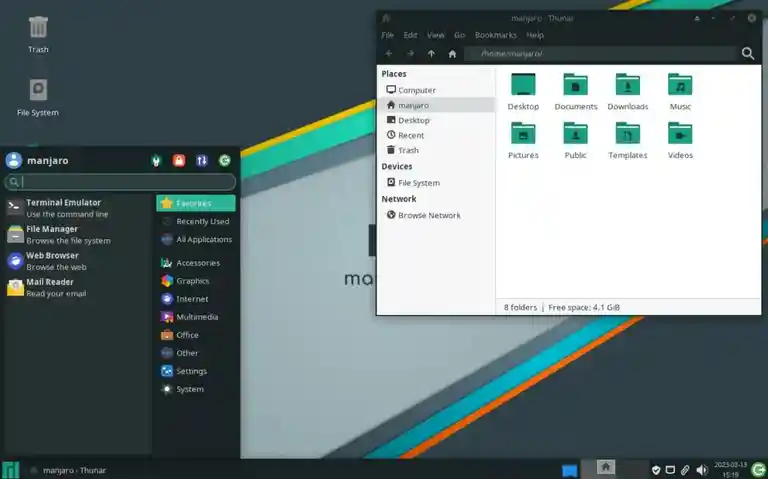 Trash
File System
manjaro
Terminal Emulator
Use the command line
File Manager
Browse the file system
Web Browser
Browse the web
Mail Reader
Read your email
Favorites
Recently Used
All Applications
Accessories
Graphics
Internet
Multimedia
Office
Other
Settings
System
ma
manjaro - Thunar
File Edit View Go Bookmarks Help
/home/manjaro/
Places
Computer
manjaro
Desktop
Recent
Trash
Devices
File System
Network
Browse Network
Desktop Documents Downloads Music
Pictures Public Templates Videos
8 folders | Free space: 4.1 GiB
manjaro - Thunar
2023-02-13
15:19